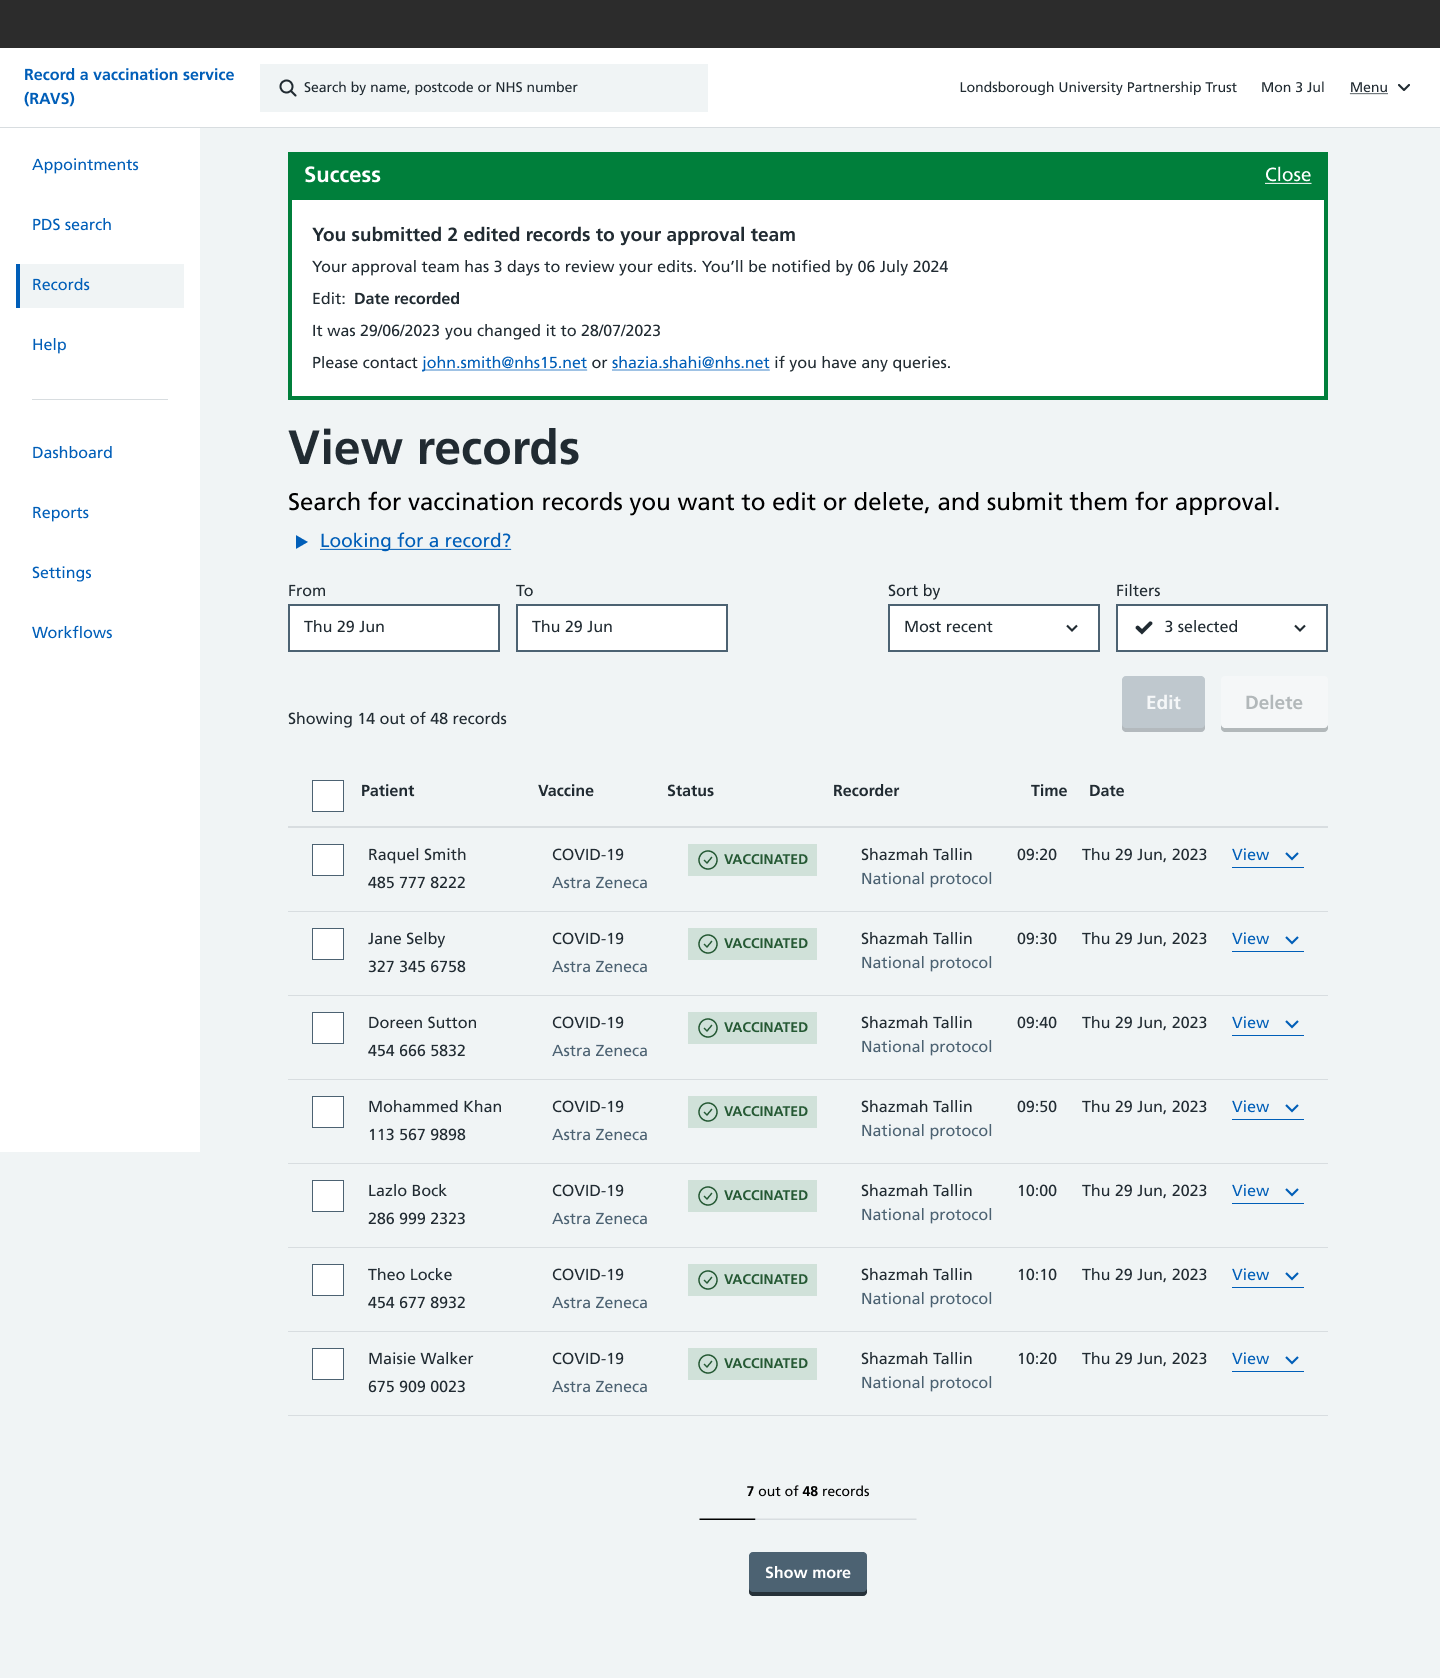 Record a vaccination service
(RAVS)
Search by name, postcode or NHS number
Londsborough University Partnership Trust
Mon 3 Jul
Menu
Appointments
PDS search
Records
Help
Dashboard
Reports
Settings
Workflows
Success
Close
You submitted 2 edited records to your approval team
Your approval team has 3 days to review your edits. You’ll be notified by 06 July 2024
Edit: Date recorded
It was 29/06/2023 you changed it to 28/07/2023
Please contact john.smith@nhs15.net or shazia.shahi@nhs.net if you have any queries.
View records
Search for vaccination records you want to edit or delete, and submit them for approval.
Looking for a record?
From
To
Sort by
Filters
Thu 29 Jun
Thu 29 Jun
Most recent
3 selected
Edit
Delete
Showing 14 out of 48 records
Patient Vaccine Status Recorder Time Date
Raquel Smith COVID-19 VACCINATED Shazmah Tallin 09:20 Thu 29 Jun, 2023 View
485 777 8222 Astra Zeneca National protocol
Jane Selby COVID-19 VACCINATED Shazmah Tallin 09:30 Thu 29 Jun, 2023 View
327 345 6758 Astra Zeneca National protocol
Doreen Sutton COVID-19 VACCINATED Shazmah Tallin 09:40 Thu 29 Jun, 2023 View
454 666 5832 Astra Zeneca National protocol
Mohammed Khan COVID-19 VACCINATED Shazmah Tallin 09:50 Thu 29 Jun, 2023 View
113 567 9898 Astra Zeneca National protocol
Lazlo Bock COVID-19 VACCINATED Shazmah Tallin 10:00 Thu 29 Jun, 2023 View
286 999 2323 Astra Zeneca National protocol
Theo Locke COVID-19 VACCINATED Shazmah Tallin 10:10 Thu 29 Jun, 2023 View
454 677 8932 Astra Zeneca National protocol
Maisie Walker COVID-19 VACCINATED Shazmah Tallin 10:20 Thu 29 Jun, 2023 View
675 909 0023 Astra Zeneca National protocol
7 out of 48 records
Show more